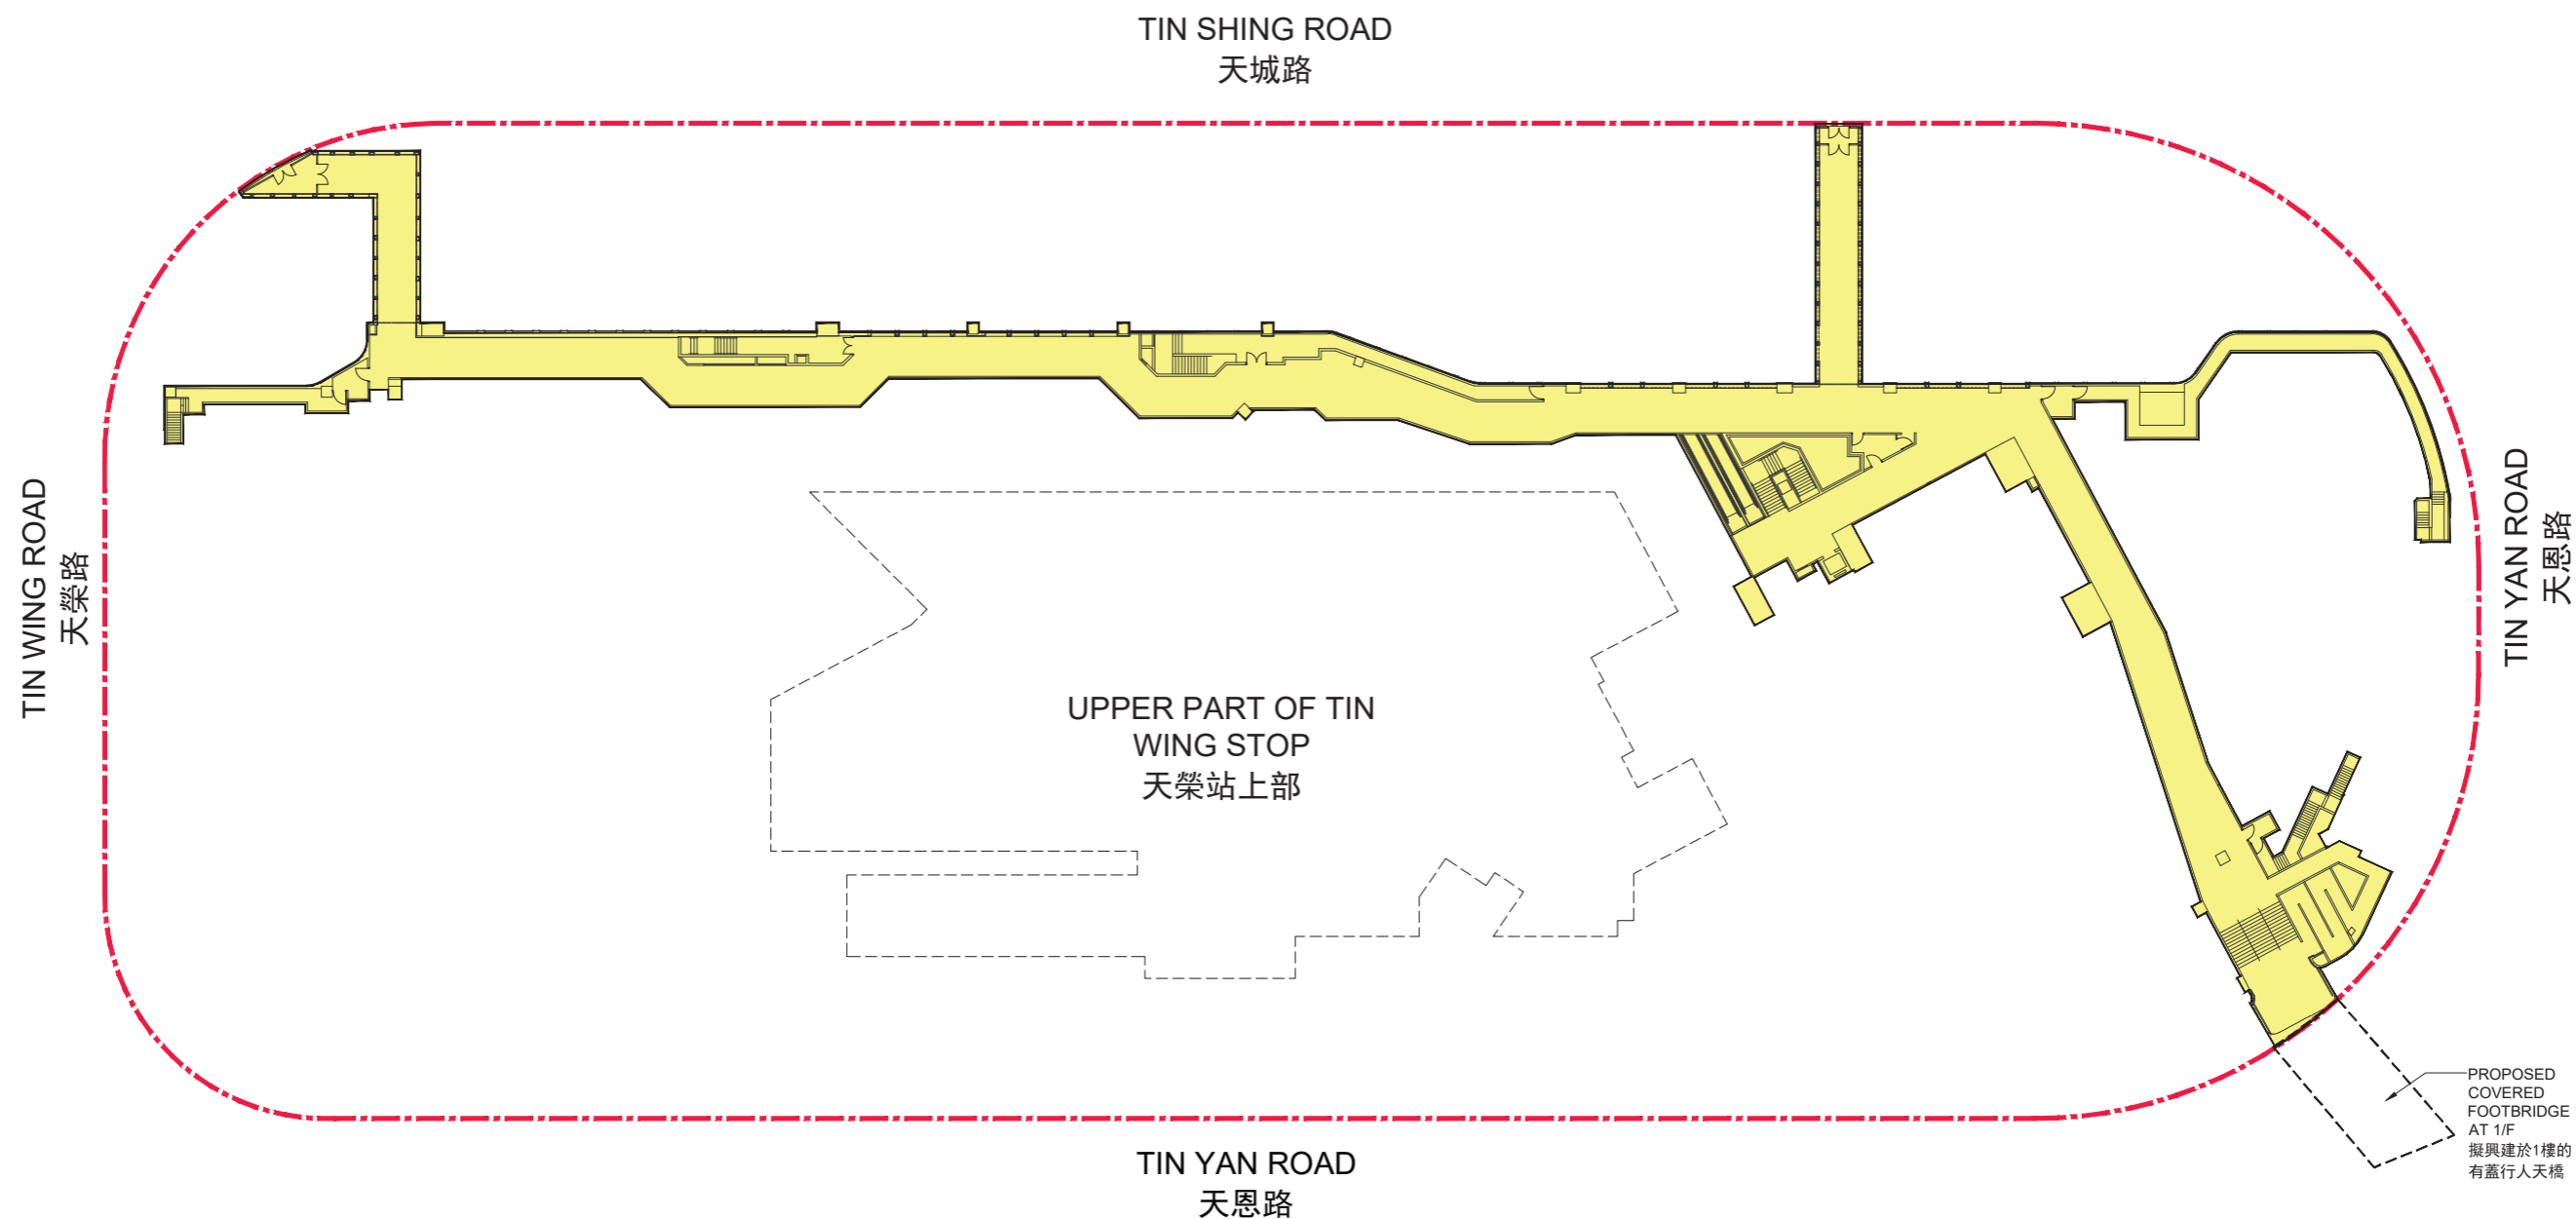 TIN SHING ROAD
天城路
TIN WING ROAD
天榮路
UPPER PART OF TIN
WING STOP
天榮站上部
TIN YAN ROAD
天恩路
PROPOSED
COVERED
FOOTBRIDGE
AT 1/F
擬興建於1樓的
有蓋行人天橋
TIN YAN ROAD
天恩路